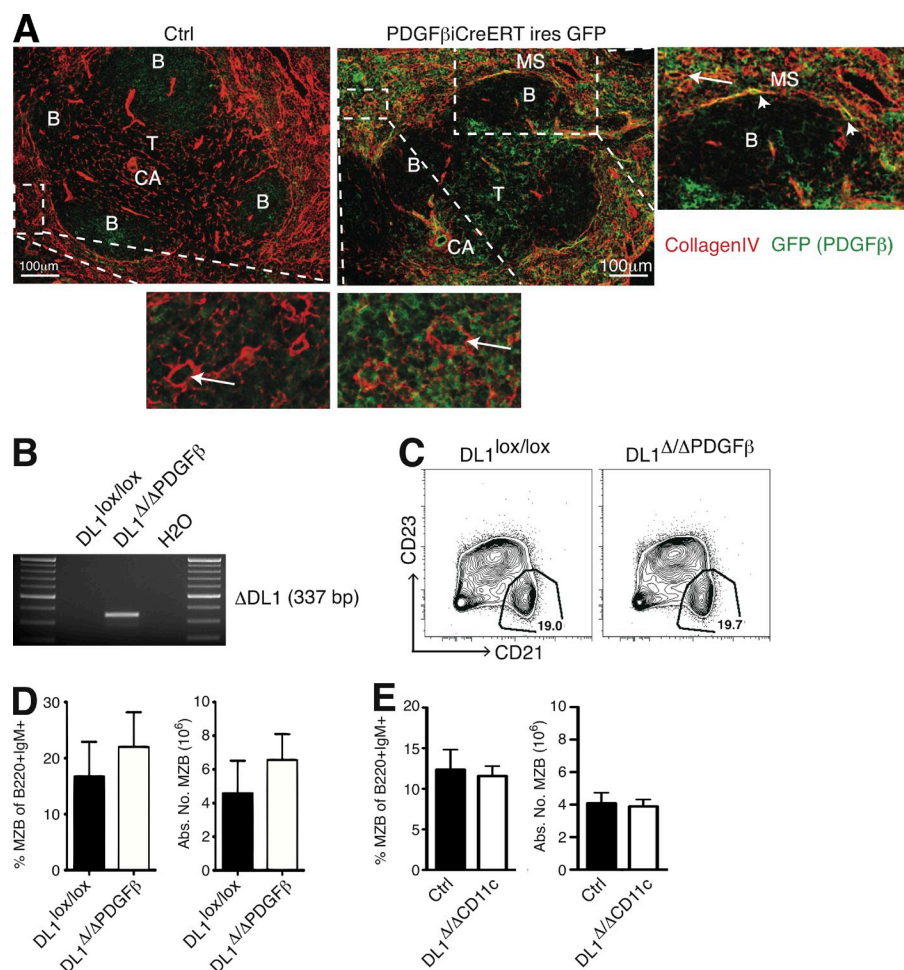 A
Ctrl
PDGFβiCreERT ires GFP
B
B
T
CA
B
B
100µm
MS
B
B
T
CA
100µm
MS
B
CollagenIV GFP (PDGFβ)
B
DL1lox/lox
DL1Δ/ΔPDGFβ
H2O
ΔDL1 (337 bp)
C
DL1lox/lox
DL1Δ/ΔPDGFβ
CD23
19.0
19.7
CD21
D
% MZB of B220+IgM+
30
20
10
0
DL1lox/lox
DL1Δ/ΔPDGFβ
Abs. No. MZB (10⁶)
10
8
6
4
2
0
DL1lox/lox
DL1Δ/ΔPDGFβ
E
% MZB of B220+IgM+
20
15
10
5
0
Ctrl
DL1Δ/ΔCD11c
Abs. No. MZB (10⁶)
10
8
6
4
2
0
Ctrl
DL1Δ/ΔCD11c